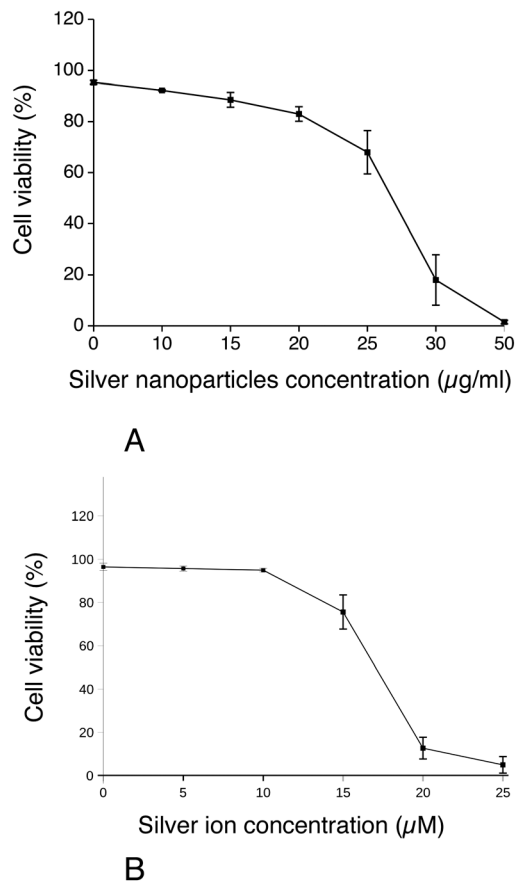 120
100
80
60
40
20
0
Cell viability (%)
0 10 15 20 25 30 50
Silver nanoparticles concentration (µg/ml)
A
120
100
80
60
40
20
0
Cell viability (%)
0 5 10 15 20 25
Silver ion concentration (µM)
B